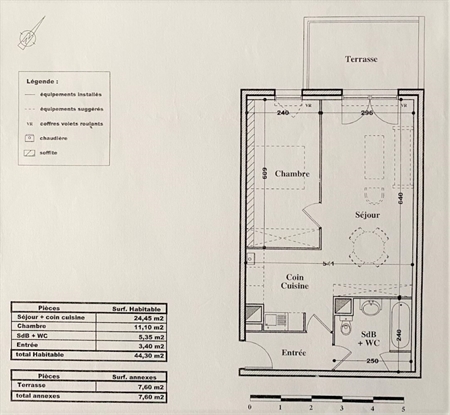 Terrasse
Légende :
équipements installés
équipements suggérés
VR coffres volets roulants
chaudière
soffite
VR
VR
240
296
Chambre
609
640
Séjour
Coin
Cuisine
Entrée
SdB
+ WC
240
250
Pièces Surf. Habitable
Séjour + coin cuisine 24,45 m2
Chambre 11,10 m2
SdB + WC 5,35 m2
Entrée 3,40 m2
total Habitable 44,30 m2
Pièces Surf. annexes
Terrasse 7,60 m2
total annexes 7,60 m2
0 1 2 3 4 5